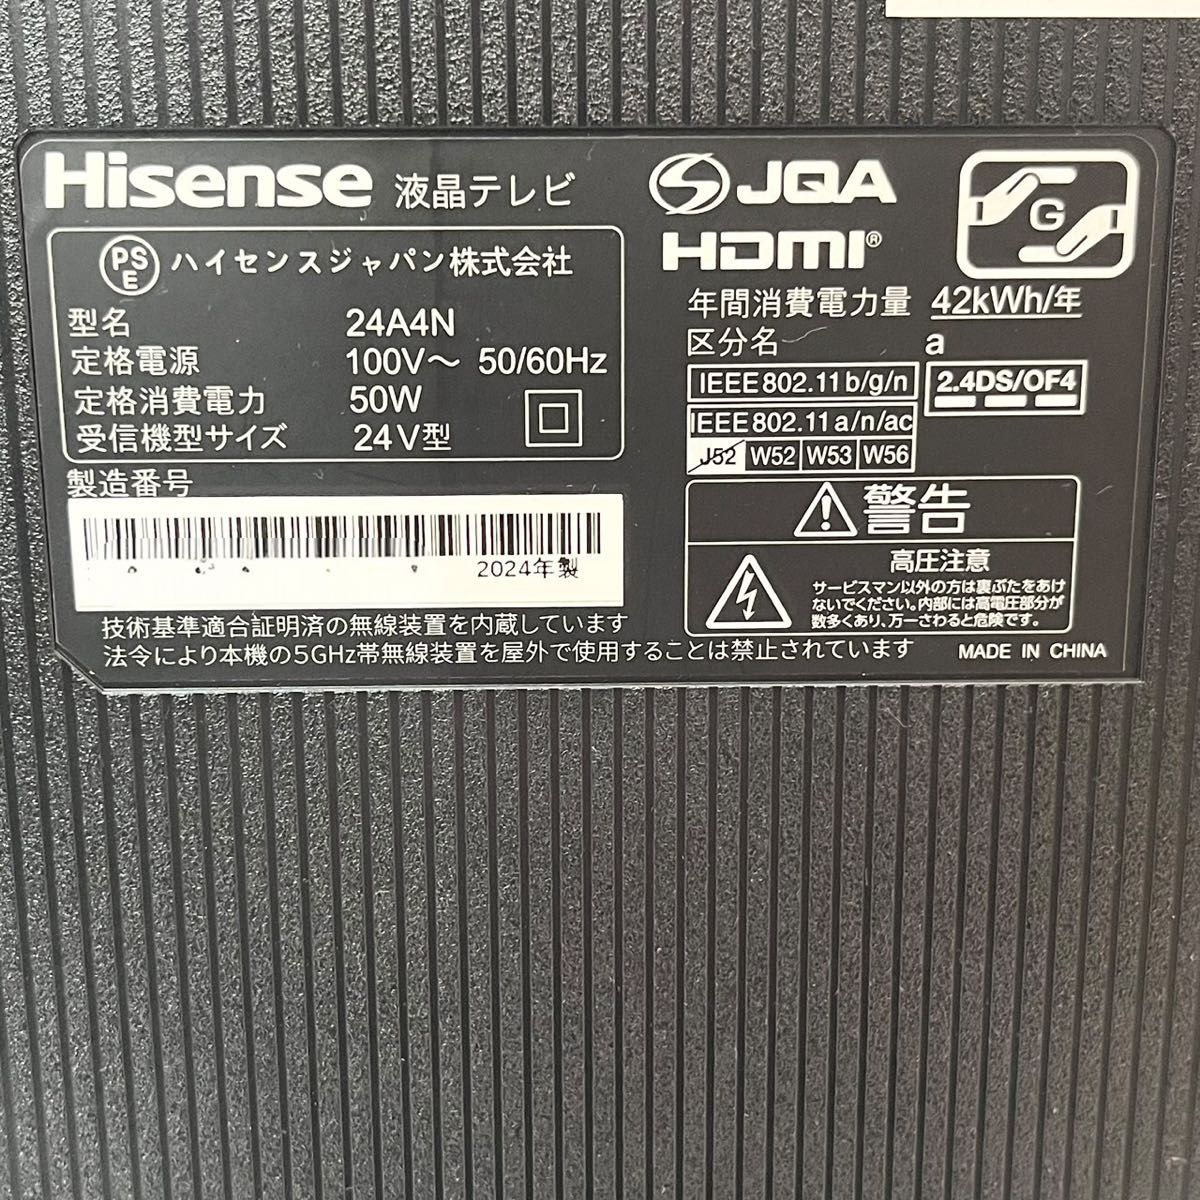 Hisense 液晶テレビ
PSE ハイセンスジャパン株式会社
型名 24A4N
定格電源 100V～ 50/60Hz
定格消費電力 50W
受信機型サイズ 24V型
製造番号
2024年製
JQA
HDMI®
G
年間消費電力量 42kWh/年
区分名 a
IEEE802.11b/g/n
2.4DS/OF4
IEEE802.11a/n/ac
J52 W52 W53 W56
警告
高圧注意
サービスマン以外の方は裏ぶたをあけ
ないでください。内部には高電圧部分が
数多くあり、万一さわると危険です。
技術基準適合証明済の無線装置を内蔵しています
法令により本機の5GHz帯無線装置を屋外で使用することは禁止されています
MADE IN CHINA